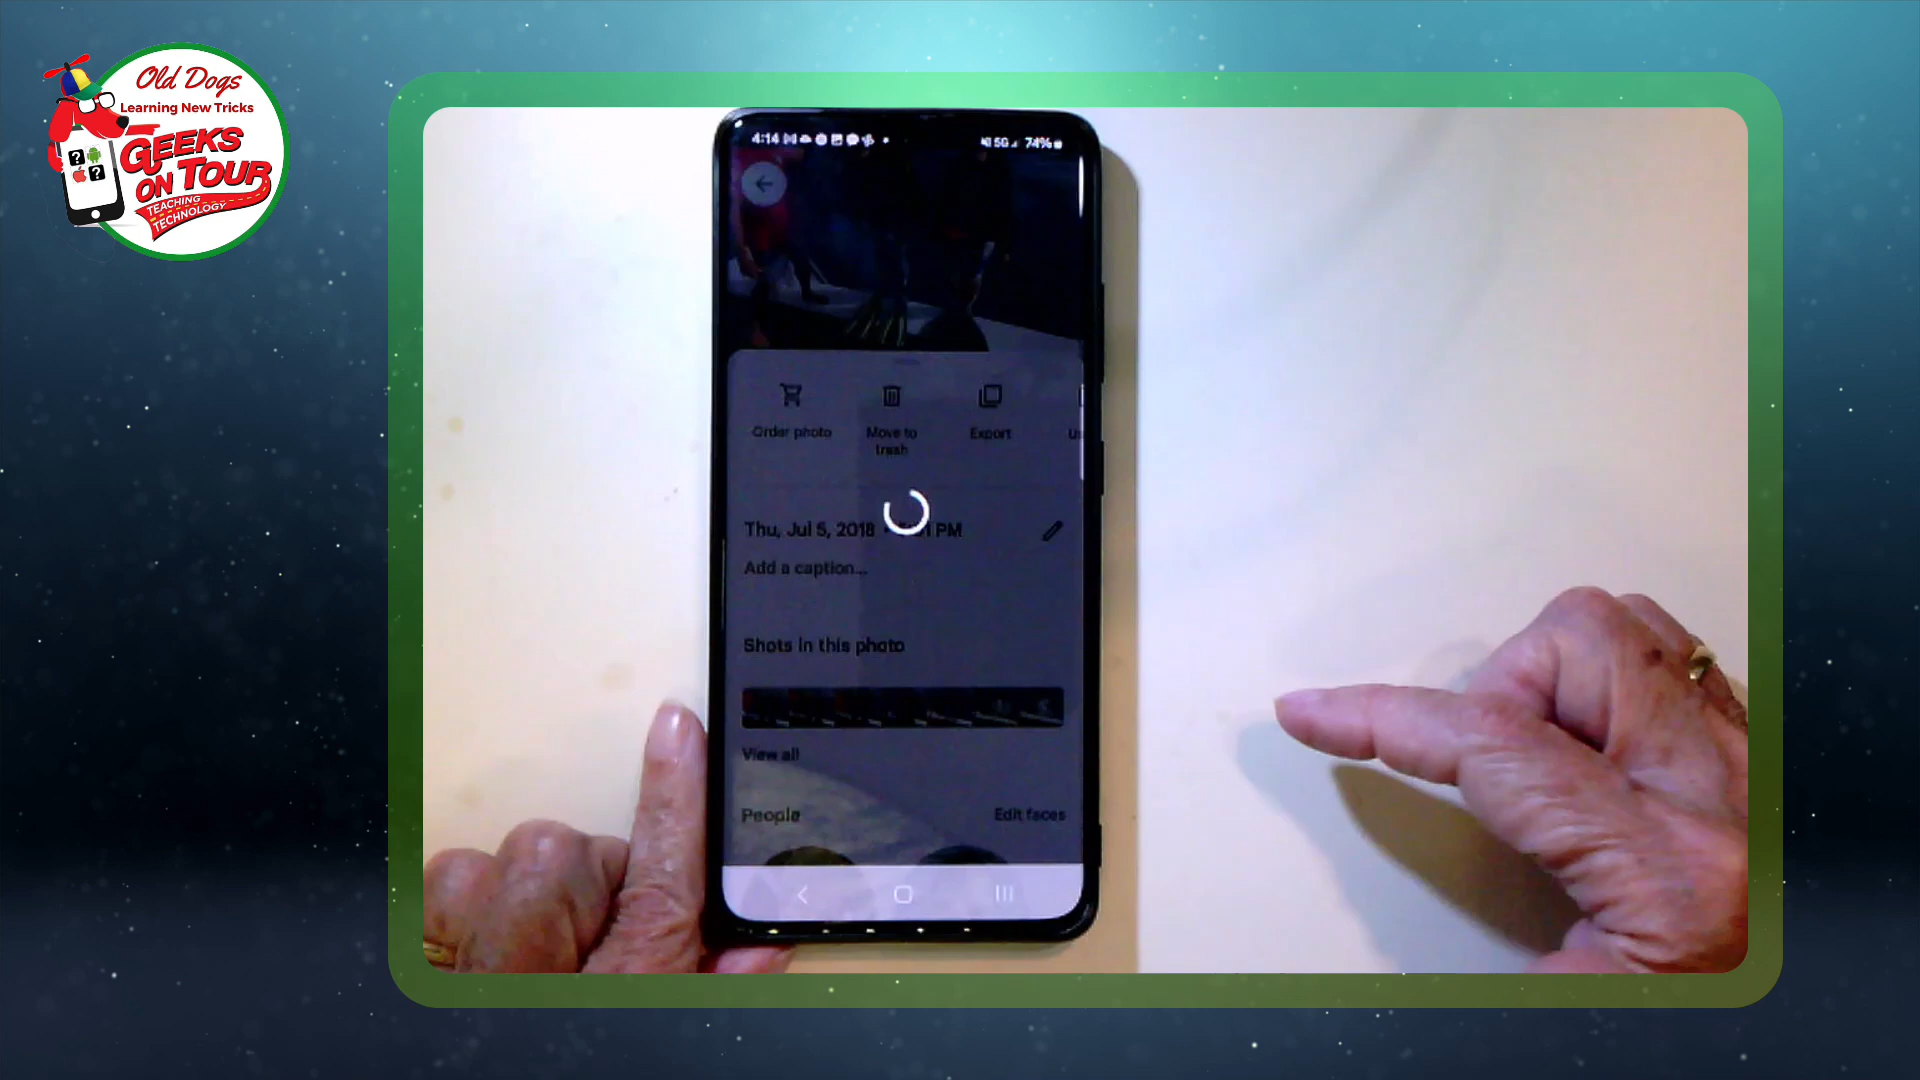 Old Dogs
Learning New Tricks
GEEKS
ON TOUR
TEACHING
TECHNOLOGY
? 
?
4:14
5G 74%
Order photo
Move to
trash
Export
Thu, Jul 5, 2018 • PM
Add a caption...
Shots in this photo
View all
People
Edit faces